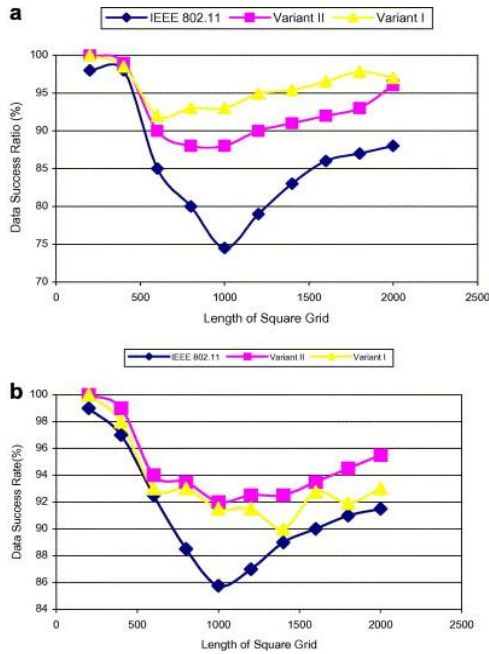 a
IEEE 802.11 Variant II Variant I
100
95
90
85
80
75
70
Data Success Ratio (%)
0 500 1000 1500 2000 2500
Length of Square Grid
IEEE 802.11 Variant II Variant I
b
100
98
96
94
92
90
88
86
84
Data Success Rate(%)
0 500 1000 1500 2000 2500
Length of Square Grid